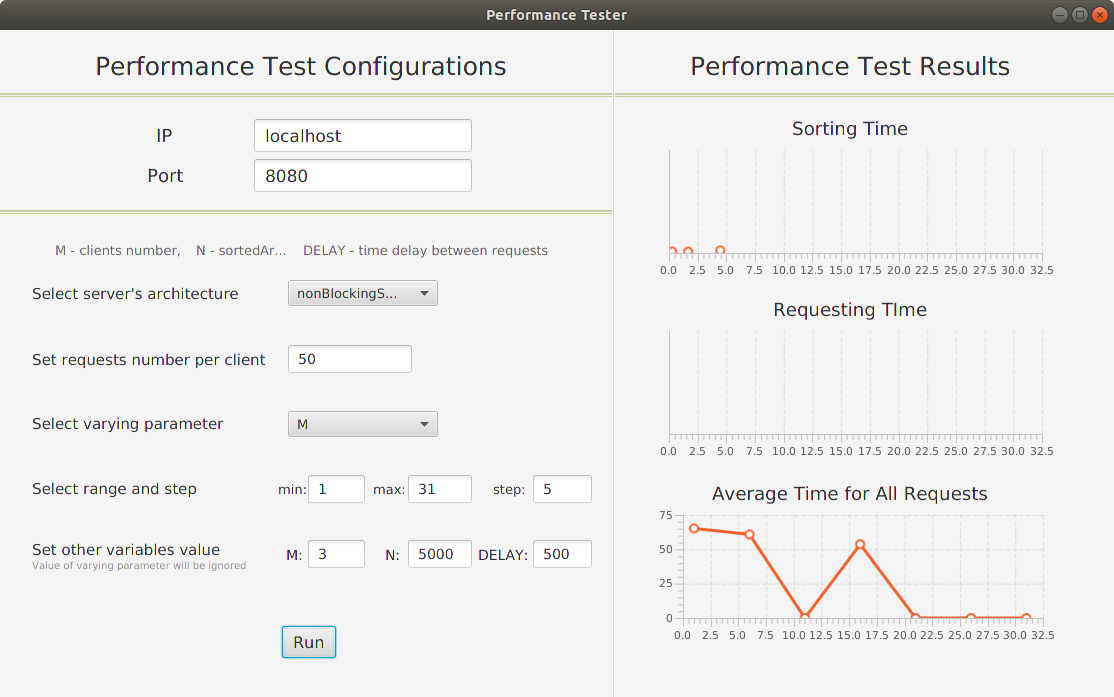 Performance Tester
Performance Test Configurations
IP localhost
Port 8080
M - clients number, N - sortedAr... DELAY - time delay between requests
Select server's architecture nonBlockingS...
Set requests number per client 50
Select varying parameter M
Select range and step min: 1 max: 31 step: 5
Set other variables value M: 3 N: 5000 DELAY: 500
Value of varying parameter will be ignored
Run
Performance Test Results
Sorting Time
0.0 2.5 5.0 7.5 10.0 12.5 15.0 17.5 20.0 22.5 25.0 27.5 30.0 32.5
Requesting TIme
0.0 2.5 5.0 7.5 10.0 12.5 15.0 17.5 20.0 22.5 25.0 27.5 30.0 32.5
Average Time for All Requests
75
50
25
0
0.0 2.5 5.0 7.5 10.0 12.5 15.0 17.5 20.0 22.5 25.0 27.5 30.0 32.5